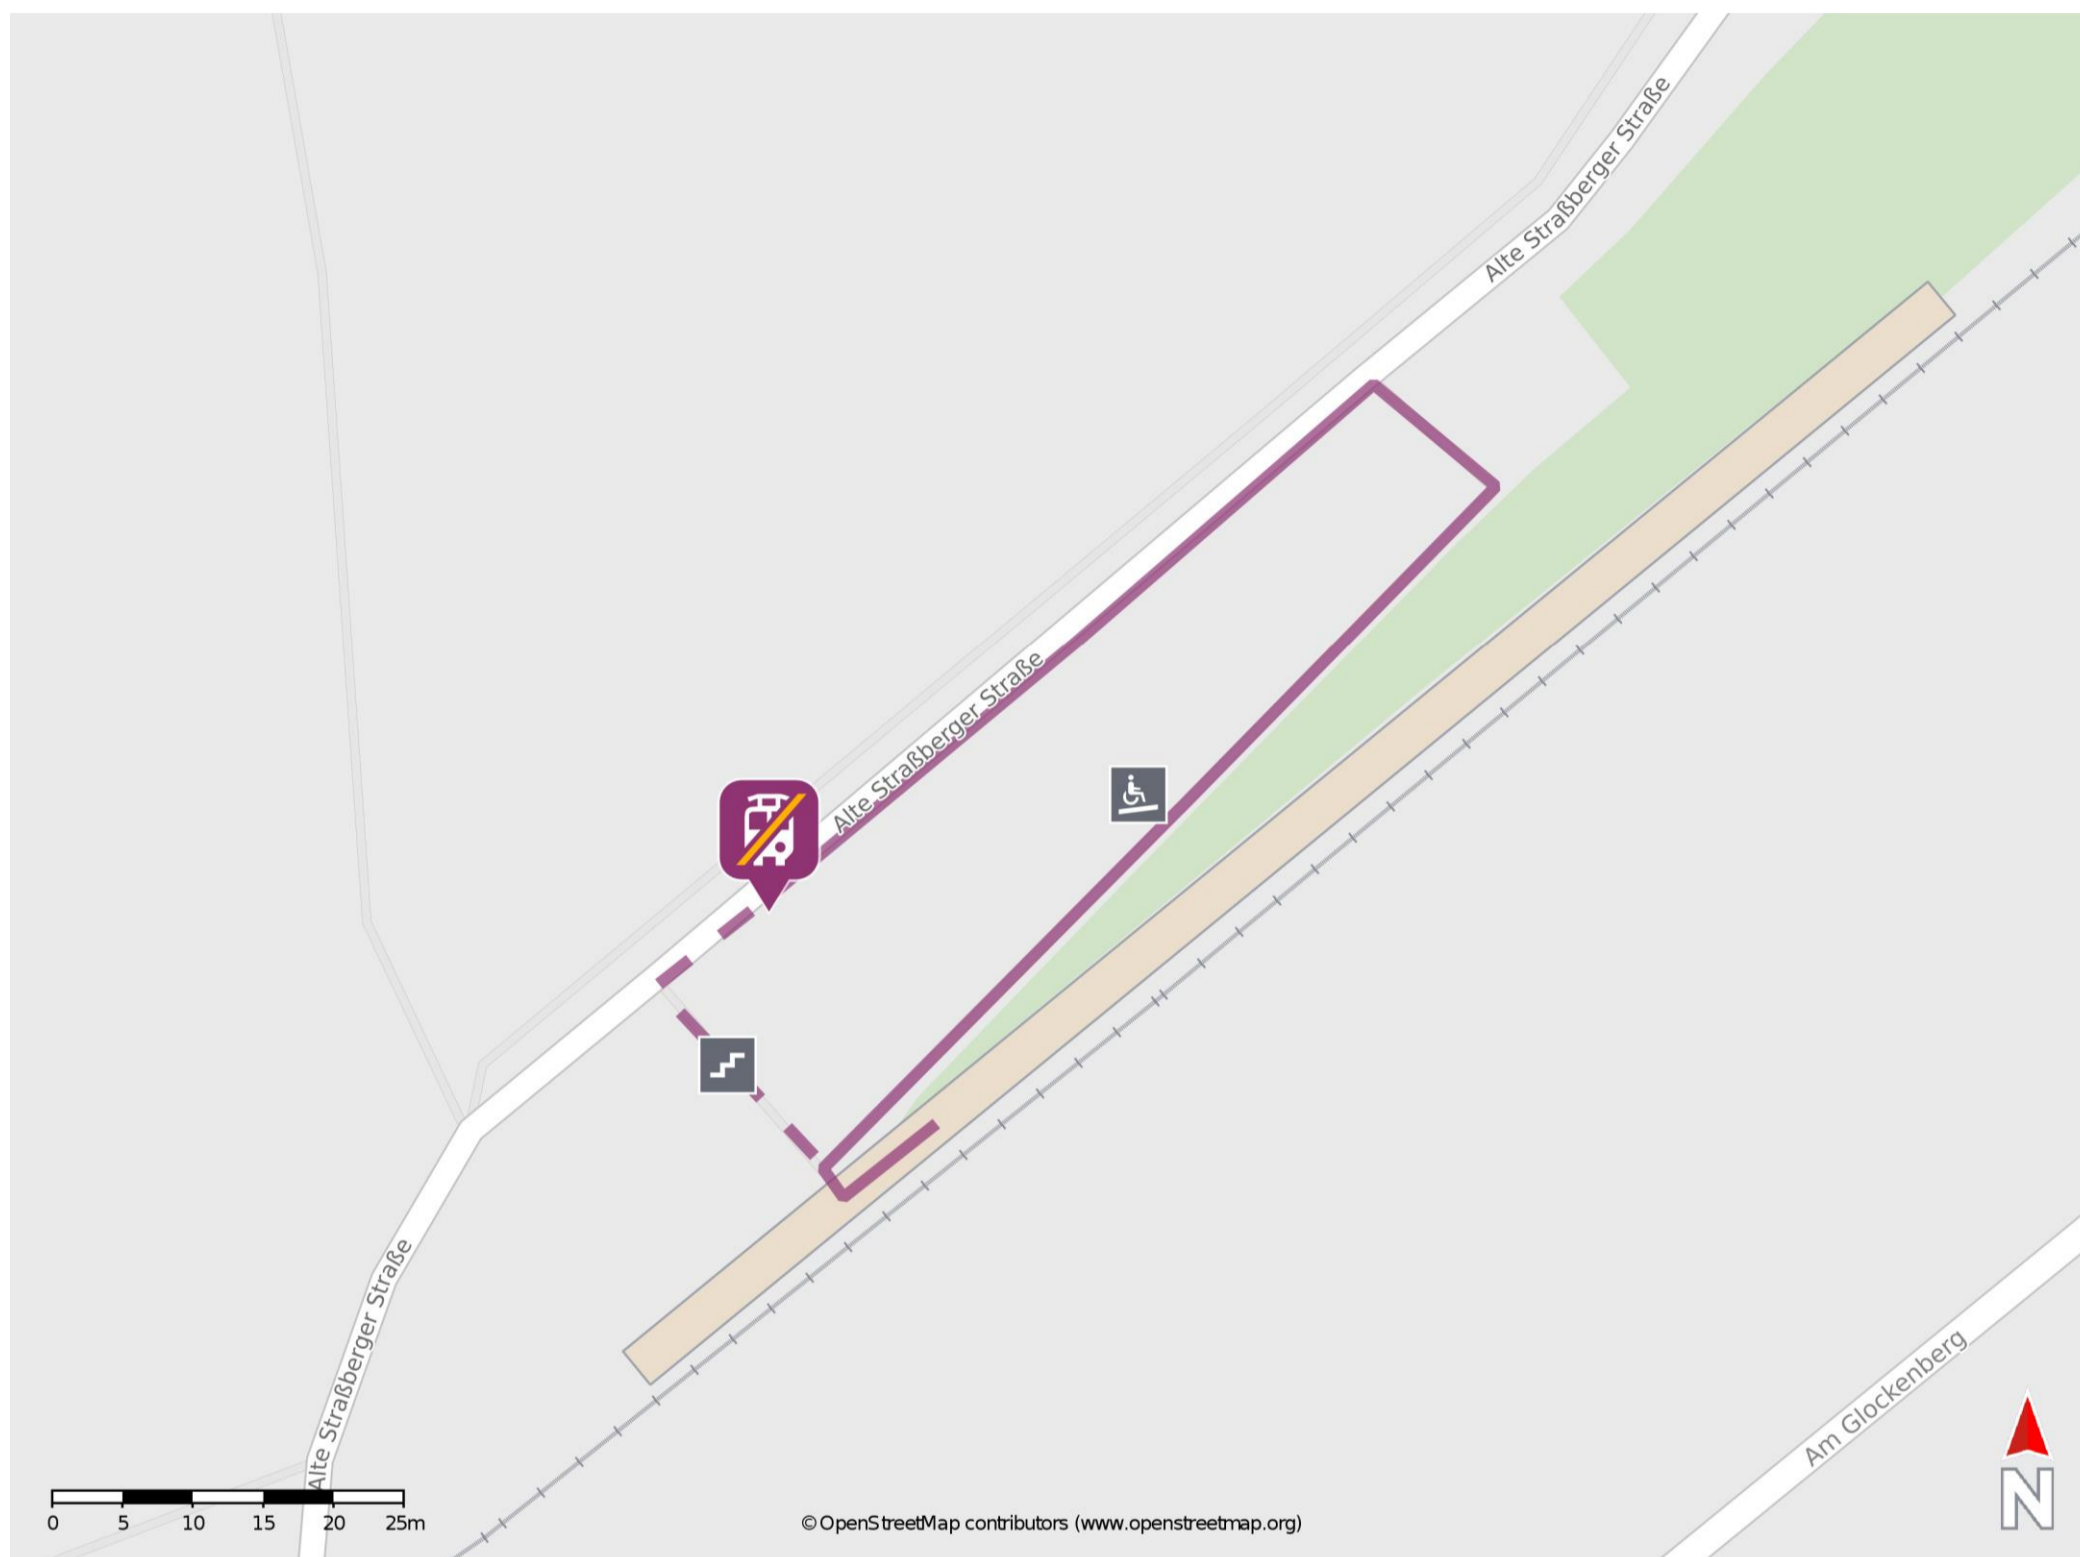 Alte Straßberger Straße
Alte Straßberger Straße
Alte Straßberger Straße
Am Glockenberg
N
0 5 10 15 20 25m
©OpenStreetMap contributors (www.openstreetmap.org)